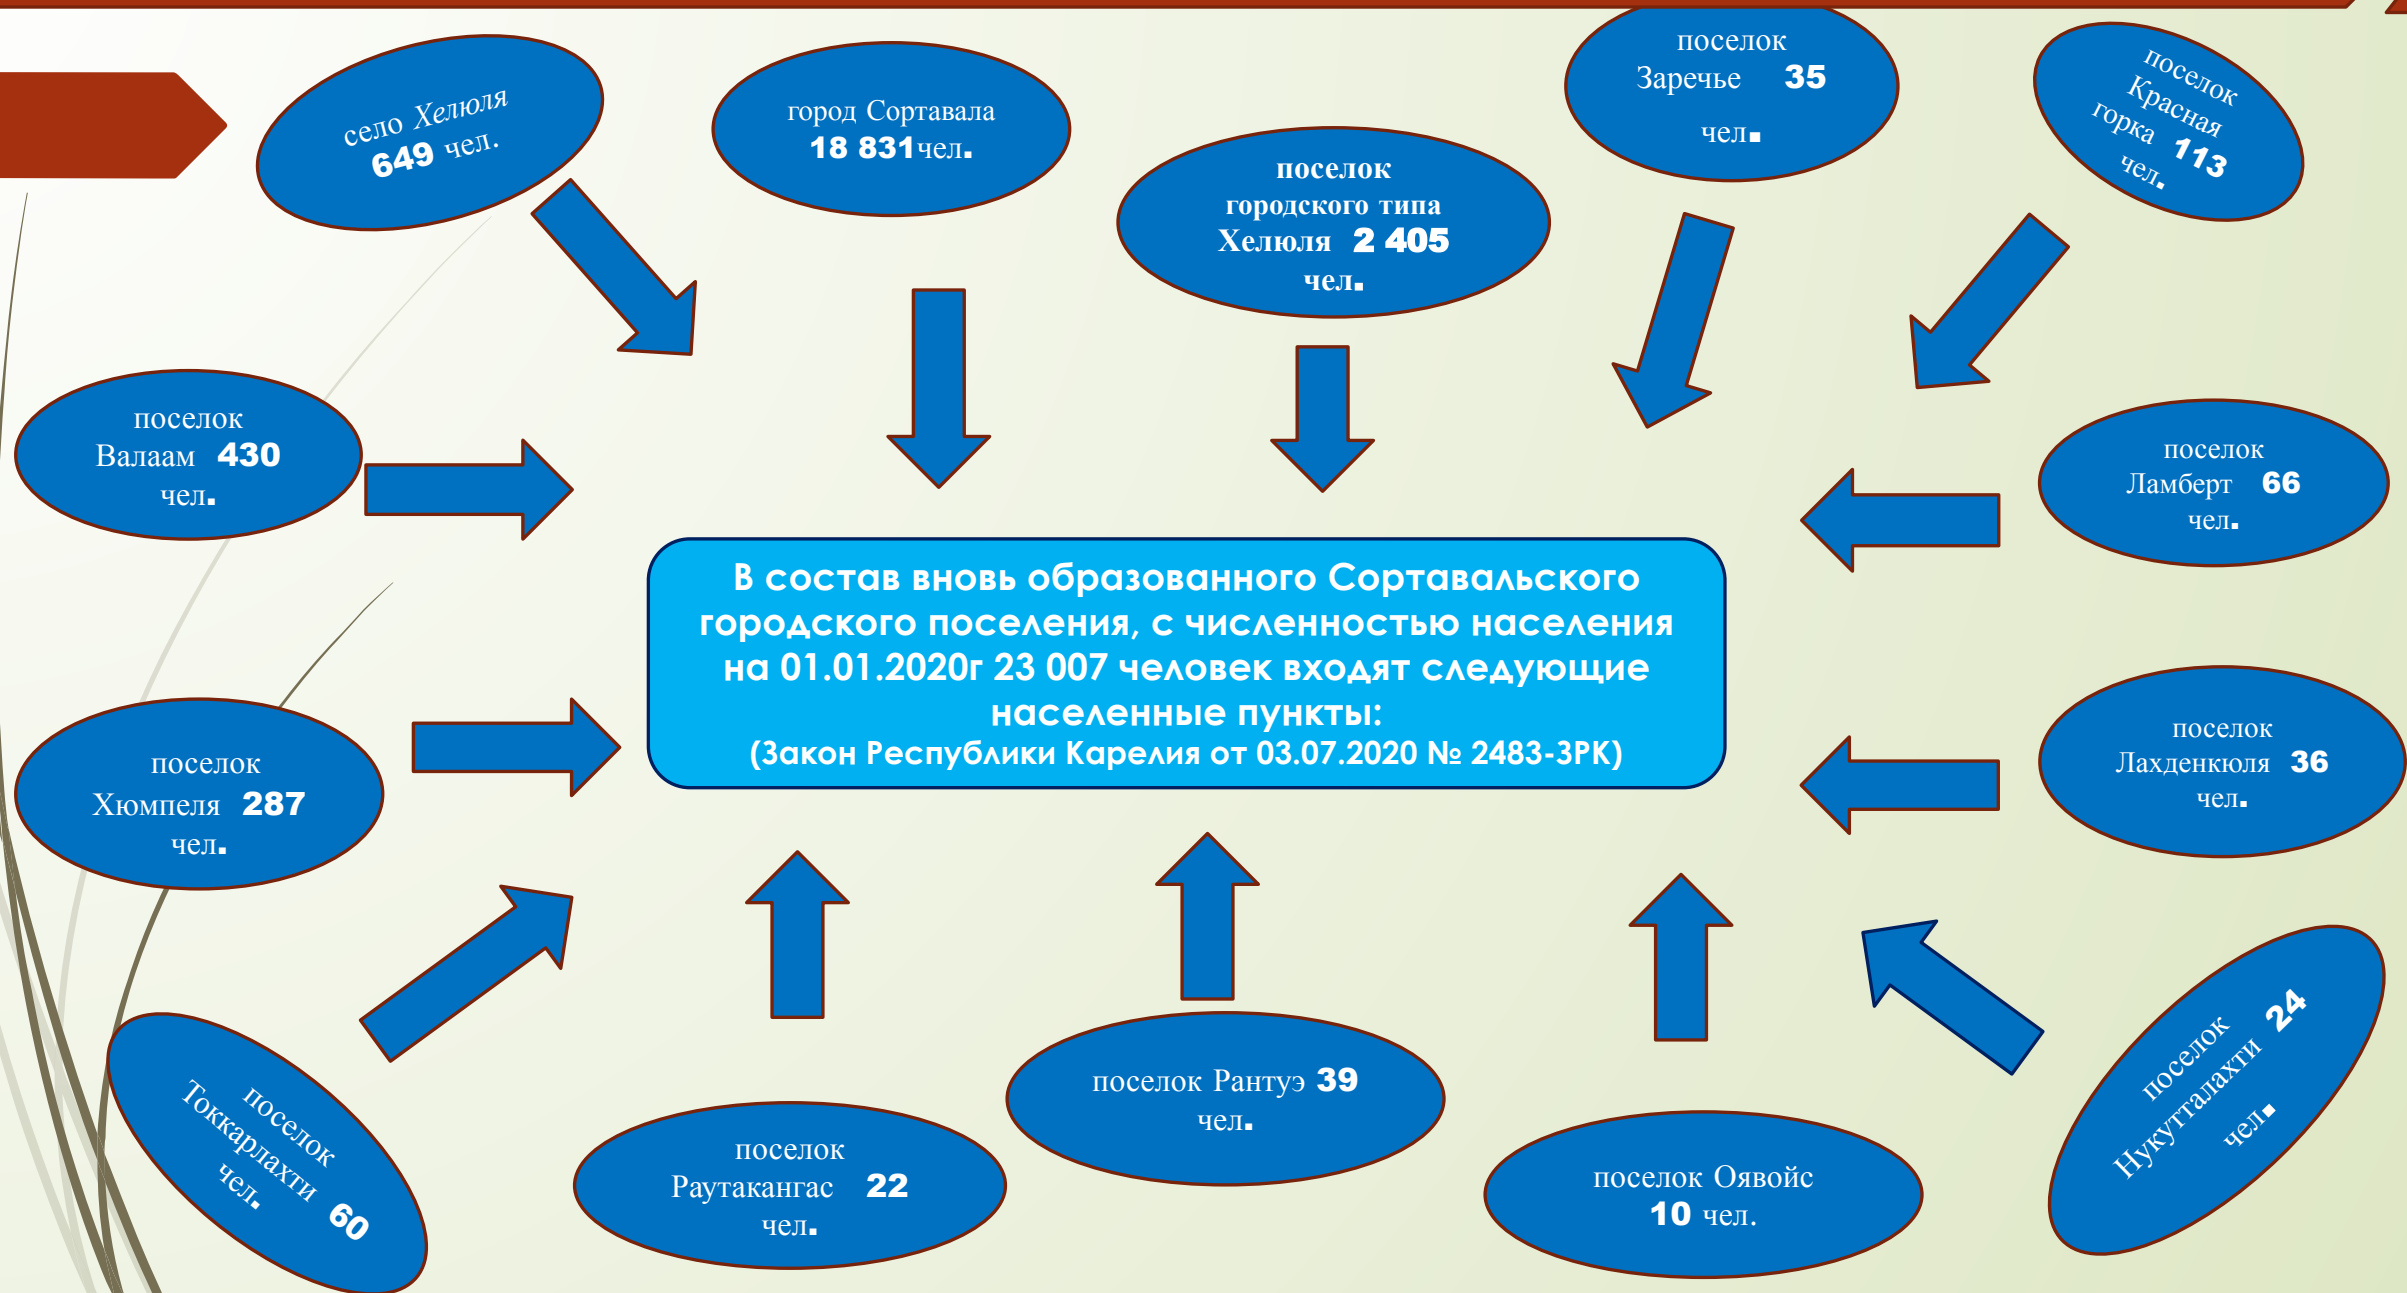 село Хелюля
649 чел.
город Сортавала
18 831чел.
поселок
городского типа
Хелюля 2 405
чел.
поселок
Заречье 35
чел.
поселок
Красная
горка 113
чел.
поселок
Валаам 430
чел.
поселок
Ламберт 66
чел.
В состав вновь образованного Сортавальского
городского поселения, с численностью населения
на 01.01.2020г 23 007 человек входят следующие
населенные пункты:
(Закон Республики Карелия от 03.07.2020 № 2483-ЗРК)
поселок
Хюмпеля 287
чел.
поселок
Лахденкюля 36
чел.
поселок
Токкарлахти 60
чел.
поселок
Раутакангас 22
чел.
поселок Рантуэ 39
чел.
поселок Оявойс
10 чел.
поселок
Нукутталахти 24
чел.